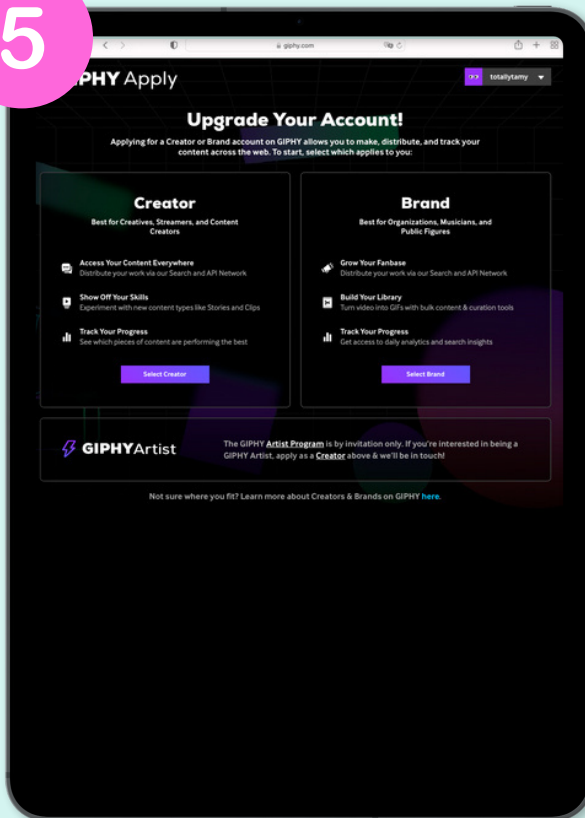 5
giphy.com
PHY Apply
totallytamy
Upgrade Your Account!
Applying for a Creator or Brand account on GIPHY allows you to make, distribute, and track your
content across the web. To start, select which applies to you:
Creator
Best for Creatives, Streamers, and Content
Creators
Access Your Content Everywhere
Distribute your work via our Search and API Network
Show Off Your Skills
Experiment with new content types like Stories and Clips
Track Your Progress
See which pieces of content are performing the best
Select Creator
Brand
Best for Organizations, Musicians, and
Public Figures
Grow Your Fanbase
Distribute your work via our Search and API Network
Build Your Library
Turn video into GIFs with bulk content & curation tools
Track Your Progress
Get access to daily analytics and search insights
Select Brand
GIPHYArtist
The GIPHY Artist Program is by invitation only. If you're interested in being a
GIPHY Artist, apply as a Creator above & we'll be in touch!
Not sure where you fit? Learn more about Creators & Brands on GIPHY here.